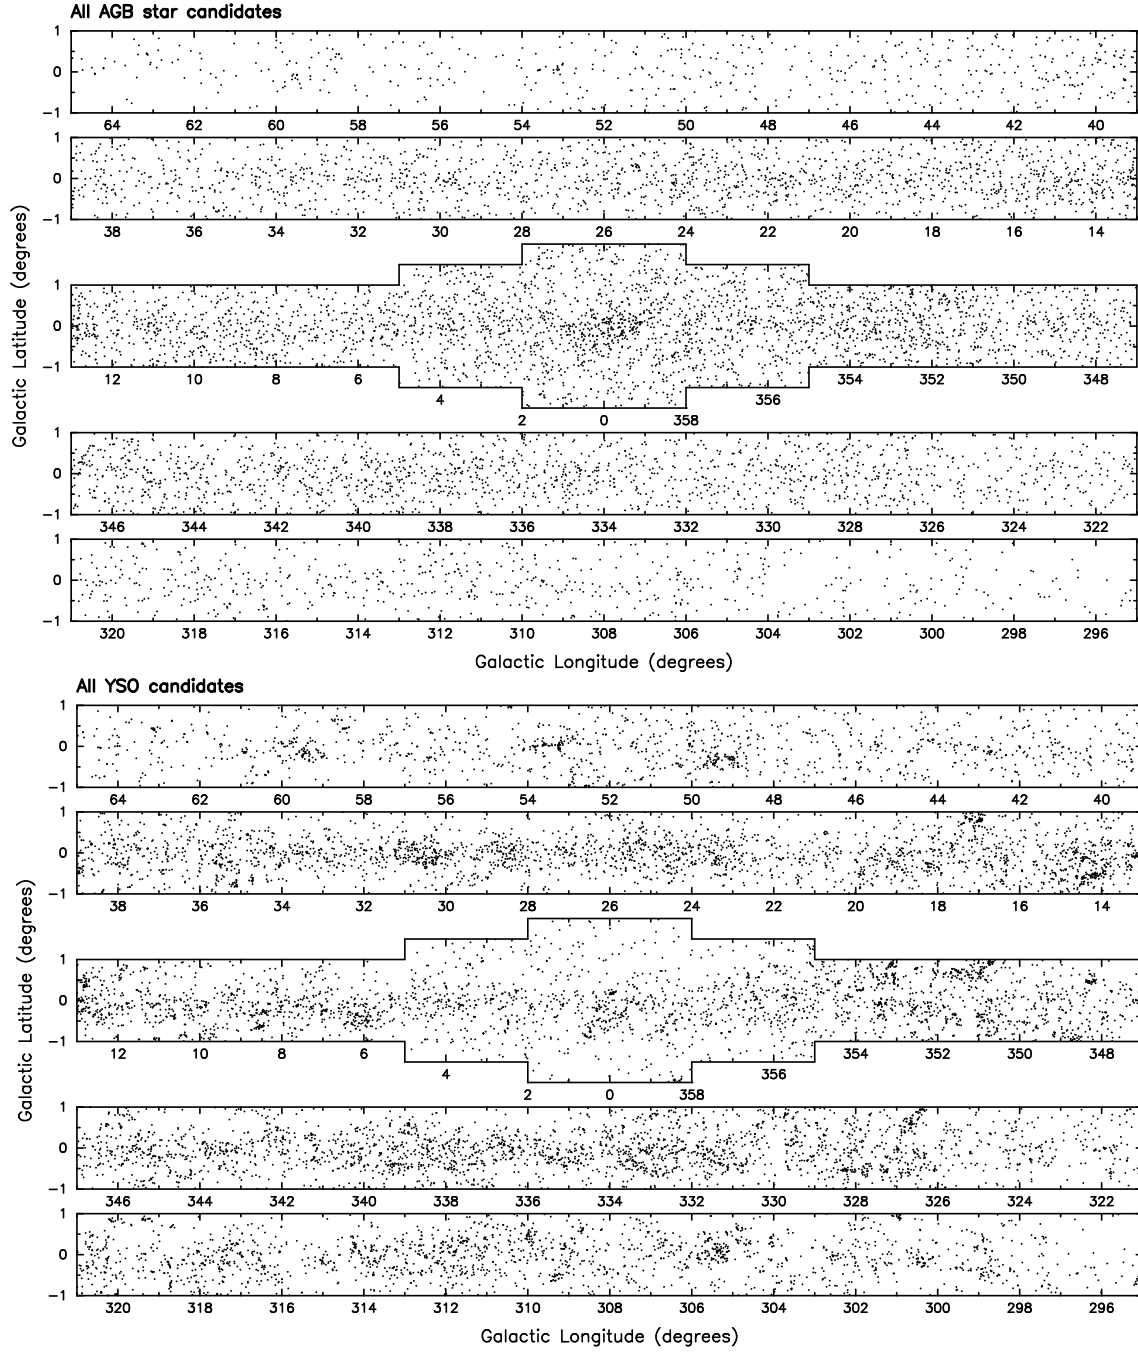 All AGB star candidates
1
0
−1
64 62 60 58 56 54 52 50 48 46 44 42 40
1
0
−1
38 36 34 32 30 28 26 24 22 20 18 16 14
Galactic Latitude (degrees)
1
0
−1
12 10 8 6 354 352 350 348
4 356
2 0 358
1
0
−1
346 344 342 340 338 336 334 332 330 328 326 324 322
1
0
−1
320 318 316 314 312 310 308 306 304 302 300 298 296
Galactic Longitude (degrees)
All YSO candidates
1
0
−1
64 62 60 58 56 54 52 50 48 46 44 42 40
1
0
−1
38 36 34 32 30 28 26 24 22 20 18 16 14
Galactic Latitude (degrees)
1
0
−1
12 10 8 6 354 352 350 348
4 356
2 0 358
1
0
−1
346 344 342 340 338 336 334 332 330 328 326 324 322
1
0
−1
320 318 316 314 312 310 308 306 304 302 300 298 296
Galactic Longitude (degrees)